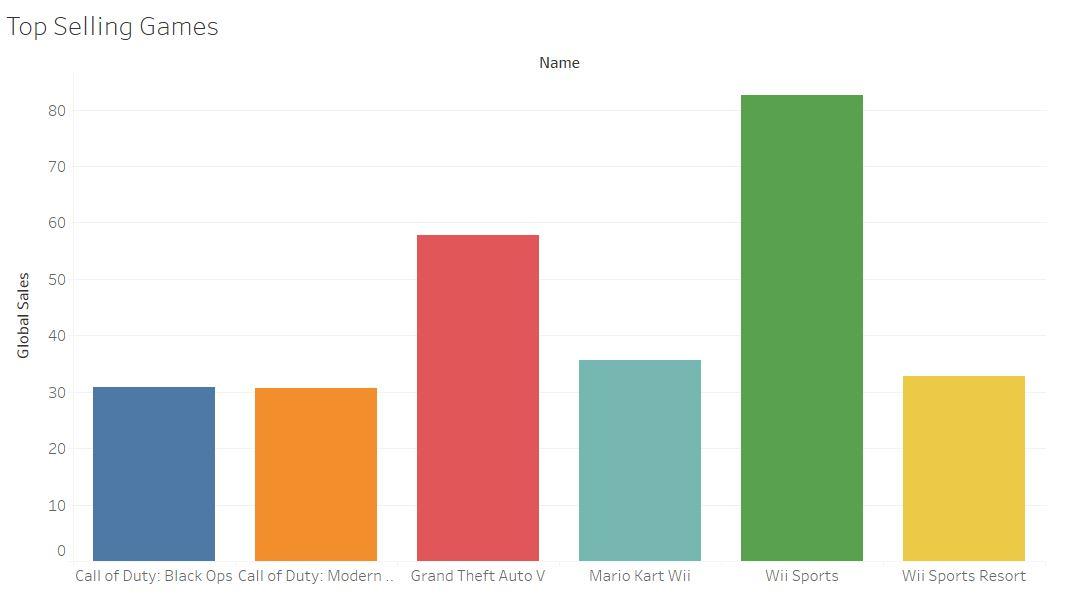 Top Selling Games
Name
80
70
60
50
40
30
20
10
0
Global Sales
Call of Duty: Black Ops
Call of Duty: Modern ..
Grand Theft Auto V
Mario Kart Wii
Wii Sports
Wii Sports Resort